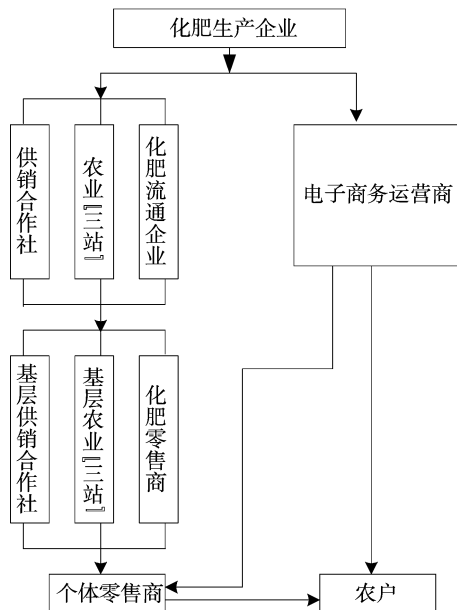 化肥生产企业
供销合作社
农业『三站』
化肥流通企业
电子商务运营商
基层供销合作社
基层农业『三站』
化肥零售商
个体零售商
农户